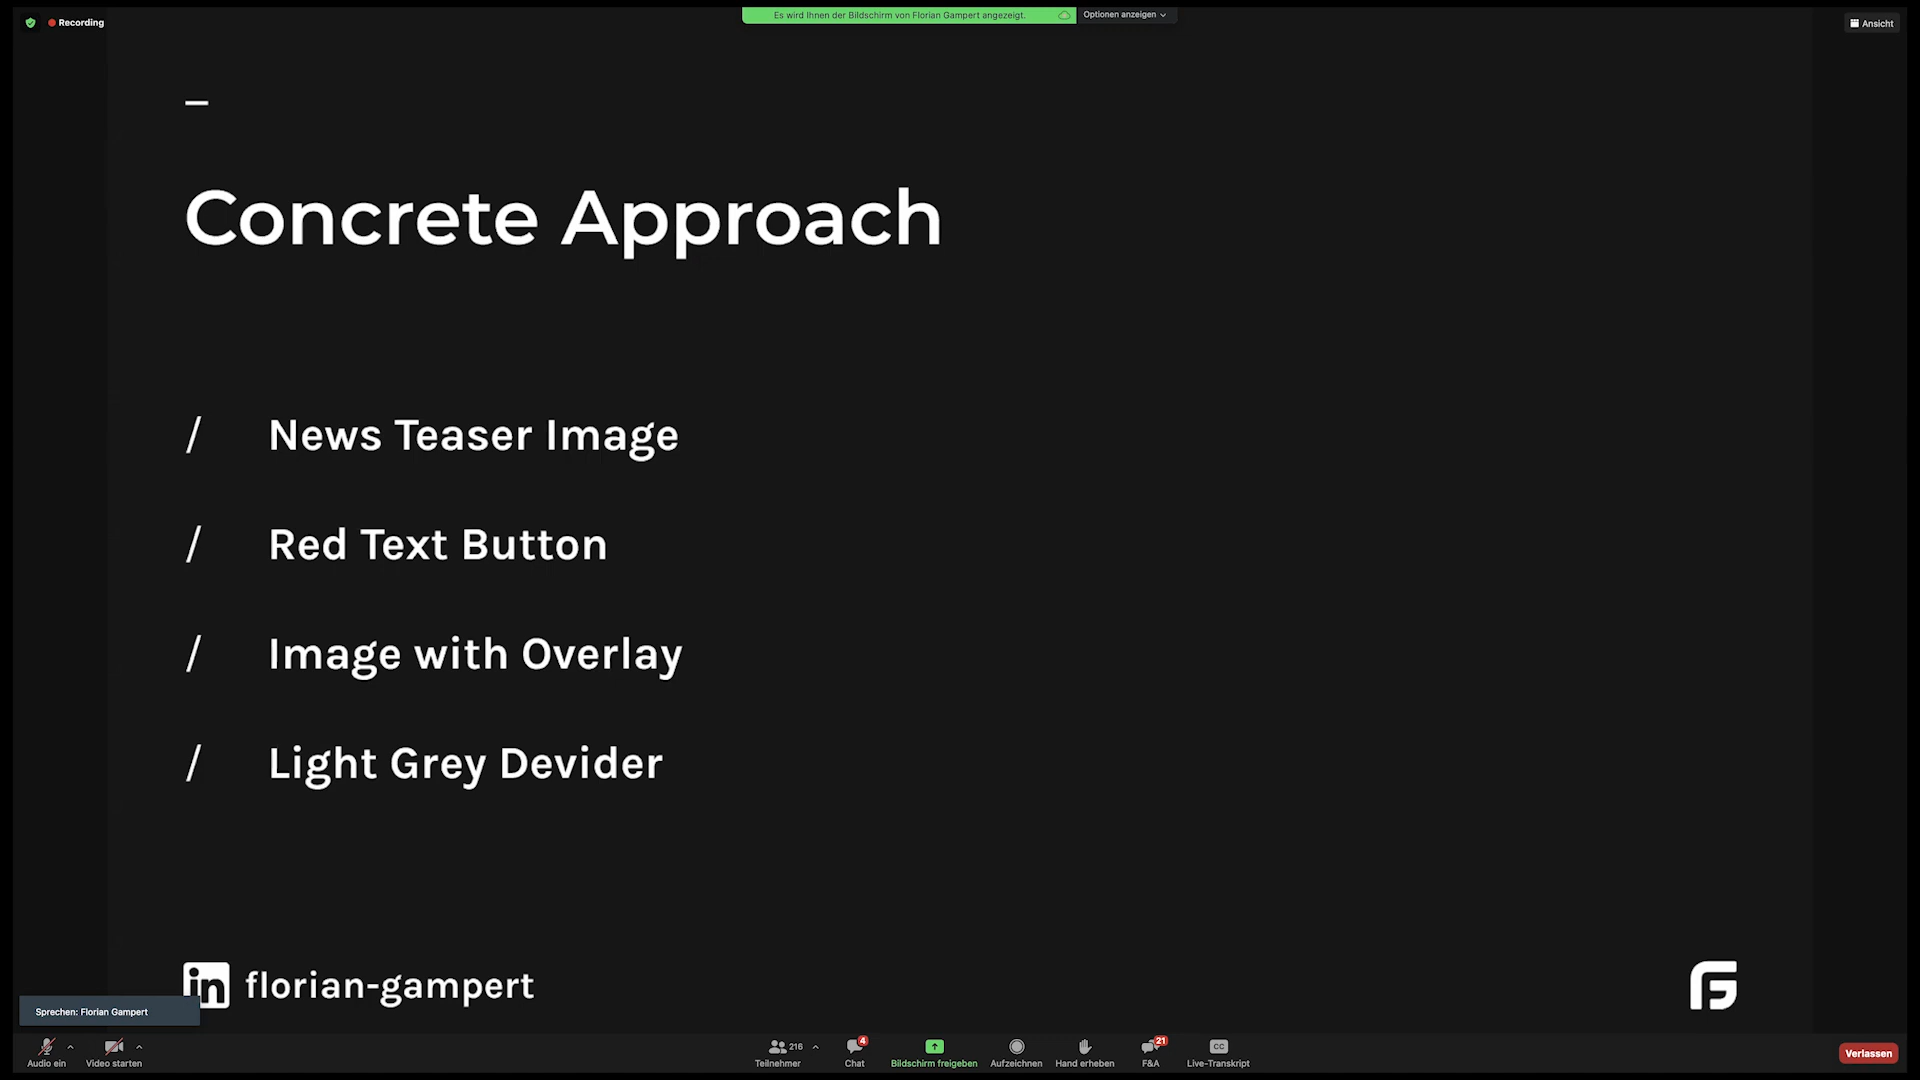 Recording
Es wird Ihnen der Bildschirm von Florian Gampert angezeigt.
Optionen anzeigen
Ansicht
Concrete Approach
/ News Teaser Image
/ Red Text Button
/ Image with Overlay
/ Light Grey Devider
in florian-gampert
Sprechen: Florian Gampert
Audio ein
Video starten
216
Teilnehmer
4
Chat
Bildschirm freigeben
Aufzeichnen
Hand erheben
21
F&A
CC
Live-Transkript
Verlassen